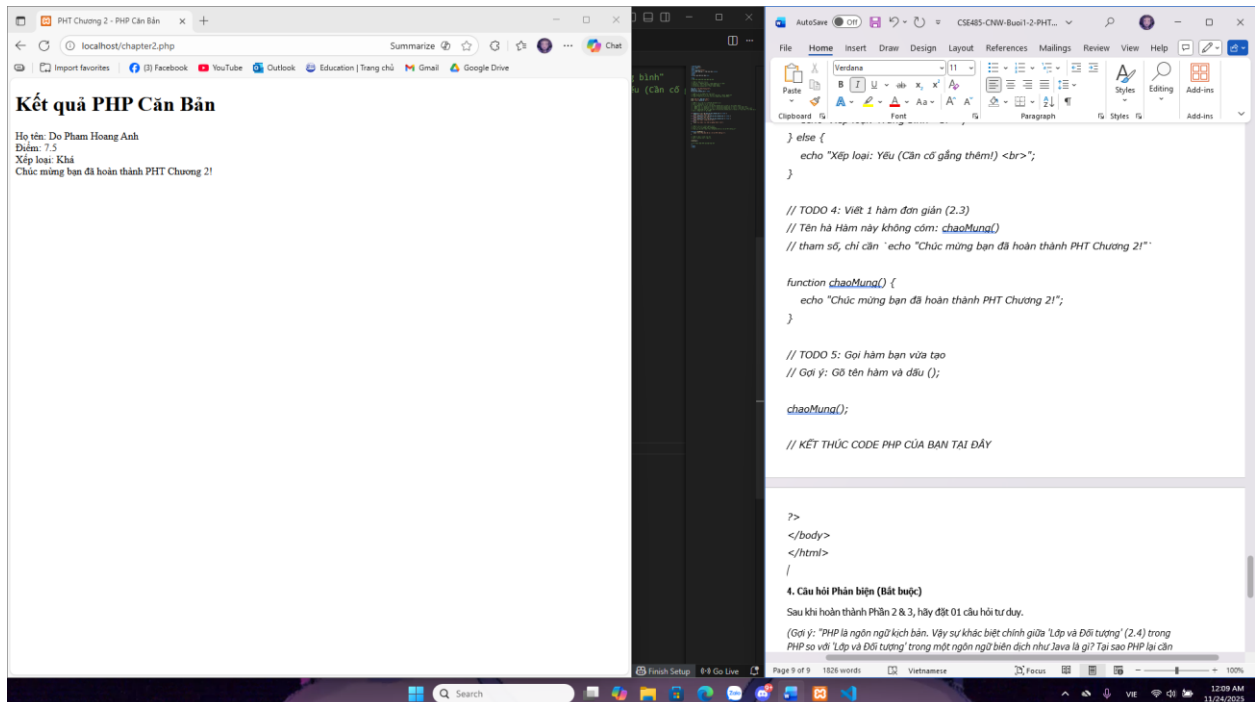 PHT Chương 2 - PHP Căn Bản
localhost/chapter2.php
Summarize
Chat
Import favorites
(3) Facebook
YouTube
Outlook
Education | Trang chủ
Gmail
Google Drive
Kết quả PHP Căn Bản
Họ tên: Do Pham Hoang Anh
Điểm: 7.5
Xếp loại: Khá
Chúc mừng bạn đã hoàn thành PHT Chương 2!
bình"
(Cần cố
Finish Setup
Go Live
AutoSave
Off
CSE485-CNW-Buoi1-2-PHT...
File Home Insert Draw Design Layout References Mailings Review View Help
Paste
Verdana
11
Styles
Editing
Add-ins
Clipboard
Font
Paragraph
Styles
Add-ins
} else {
echo "Xếp loại: Yếu (Cần cố gắng thêm!) <br>";
}
// TODO 4: Viết 1 hàm đơn giản (2.3)
// Tên hà Hàm này không cóm: chaoMung()
// tham số, chỉ cần `echo "Chúc mừng bạn đã hoàn thành PHT Chương 2!"`
function chaoMung() {
echo "Chúc mừng bạn đã hoàn thành PHT Chương 2!";
}
// TODO 5: Gọi hàm bạn vừa tạo
// Gợi ý: Gõ tên hàm và dấu ();
chaoMung();
// KẾT THÚC CODE PHP CỦA BẠN TẠI ĐÂY
?>
</body>
</html>
4. Câu hỏi Phản biện (Bắt buộc)
Sau khi hoàn thành Phần 2 & 3, hãy đặt 01 câu hỏi tư duy.
(Gợi ý: "PHP là ngôn ngữ kịch bản. Vậy sự khác biệt chính giữa 'Lớp và Đối tượng' (2.4) trong
PHP so với 'Lớp và Đối tượng' trong một ngôn ngữ biên dịch như Java là gì? Tại sao PHP lại cần
Page 9 of 9
1826 words
Vietnamese
Focus
100%
Search
VIE
12:09 AM
11/24/2025